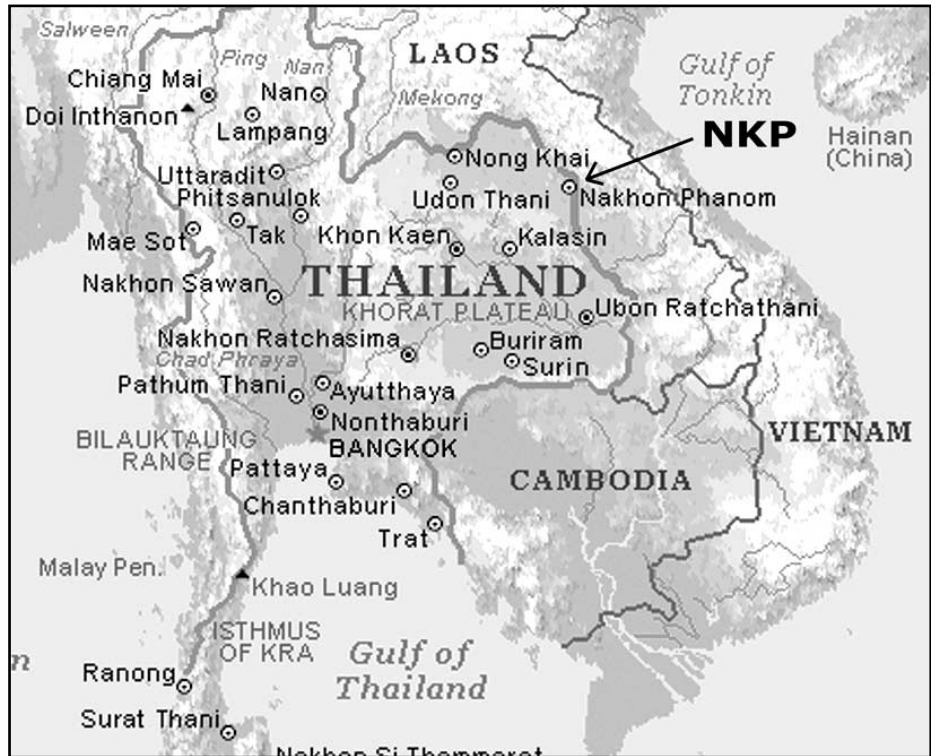 Salween
LAOS
Gulf of
Tonkin
Ping
Nan
Chiang Mai
Nan
Mekong
Doi Inthanon
Lampang
NKP
Hainan
(China)
Nong Khai
Uttaradit
Udon Thani
Nakhon Phanom
Phitsanulok
Tak
Mae Sot
Khon Kaen
Kalasin
THAILAND
Nakhon Sawan
KHORAT PLATEAU
Ubon Ratchathani
Nakhon Ratchasima
Buriram
Chad Phraya
Surin
Pathum Thani
Ayutthaya
Nonthaburi
BILAUKTAUNG
RANGE
BANGKOK
VIETNAM
Pattaya
CAMBODIA
Chanthaburi
Trat
Malay Pen.
Khao Luang
ISTHMUS
OF KRA
Gulf of
Thailand
Ranong
Surat Thani